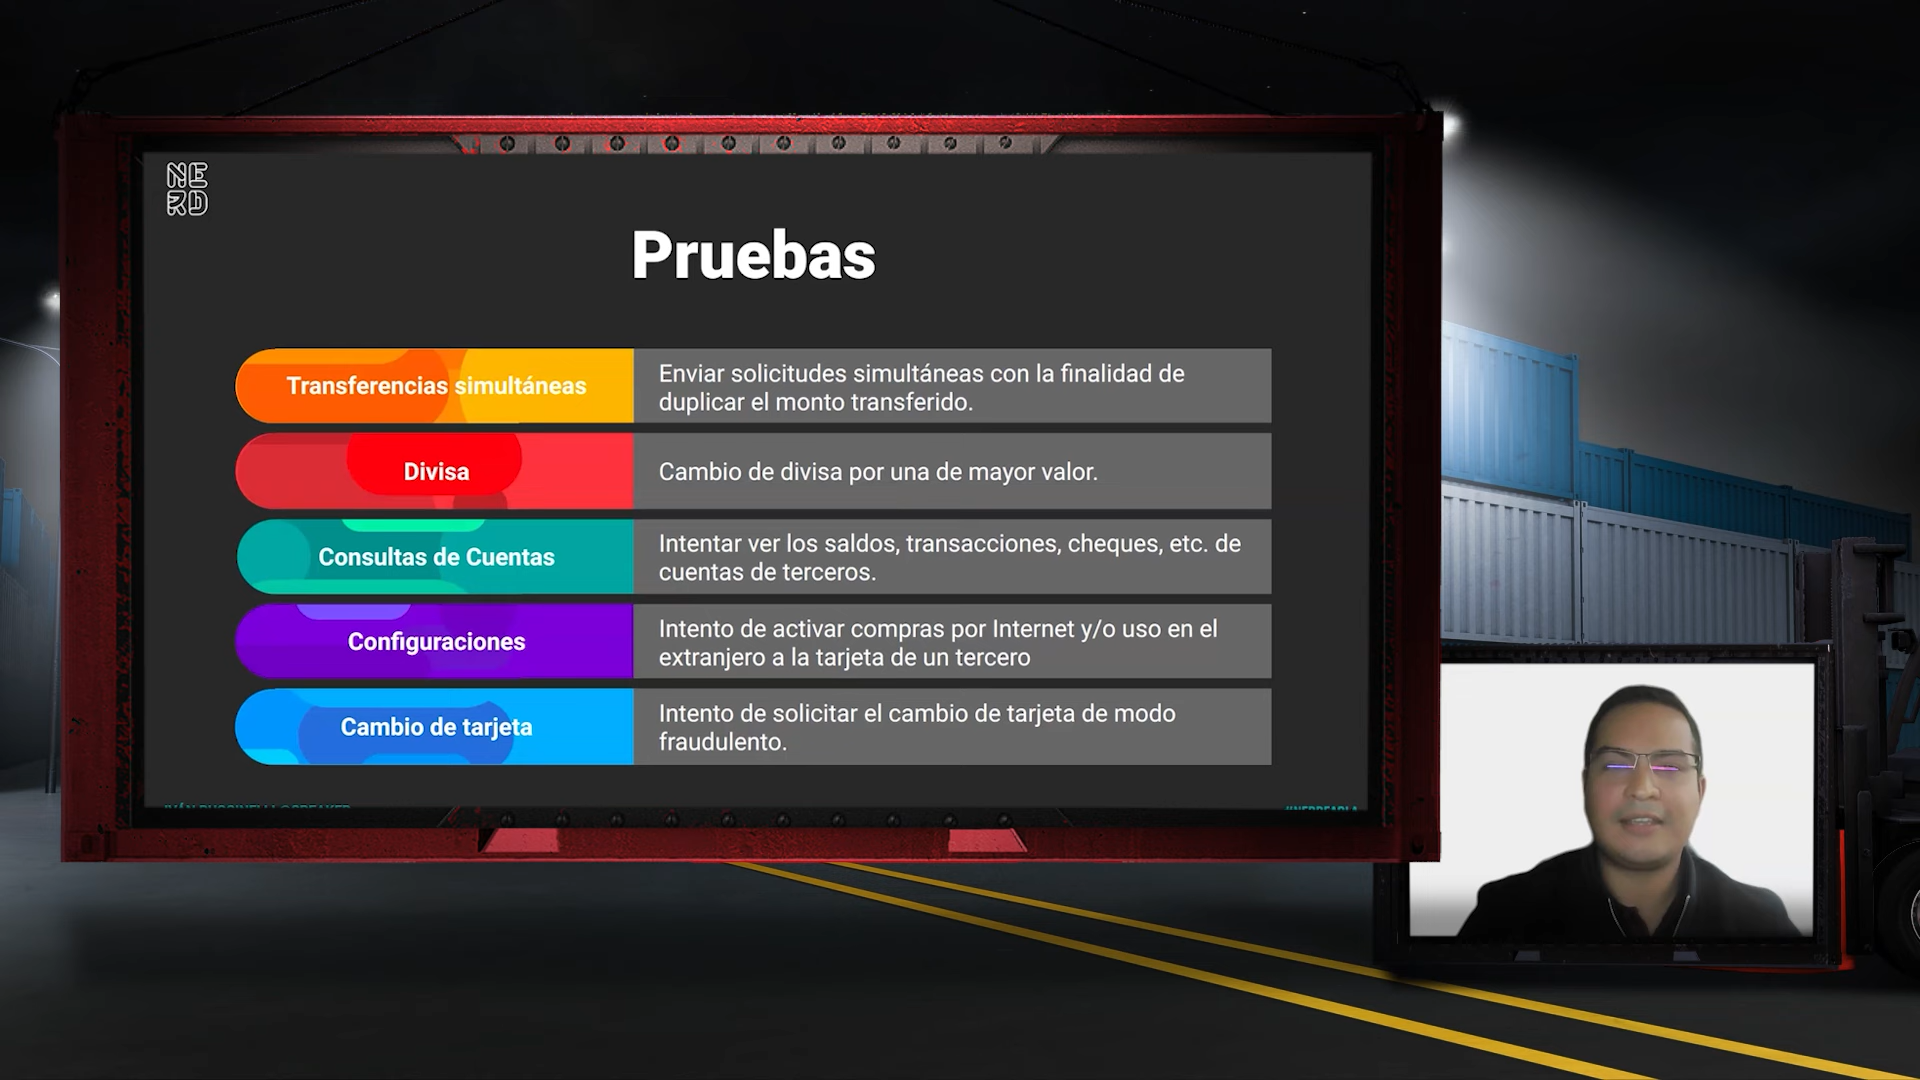 NE
RD
Pruebas
Transferencias simultáneas
Enviar solicitudes simultáneas con la finalidad de
duplicar el monto transferido.
Divisa
Cambio de divisa por una de mayor valor.
Consultas de Cuentas
Intentar ver los saldos, transacciones, cheques, etc. de
cuentas de terceros.
Configuraciones
Intento de activar compras por Internet y/o uso en el
extranjero a la tarjeta de un tercero
Cambio de tarjeta
Intento de solicitar el cambio de tarjeta de modo
fraudulento.